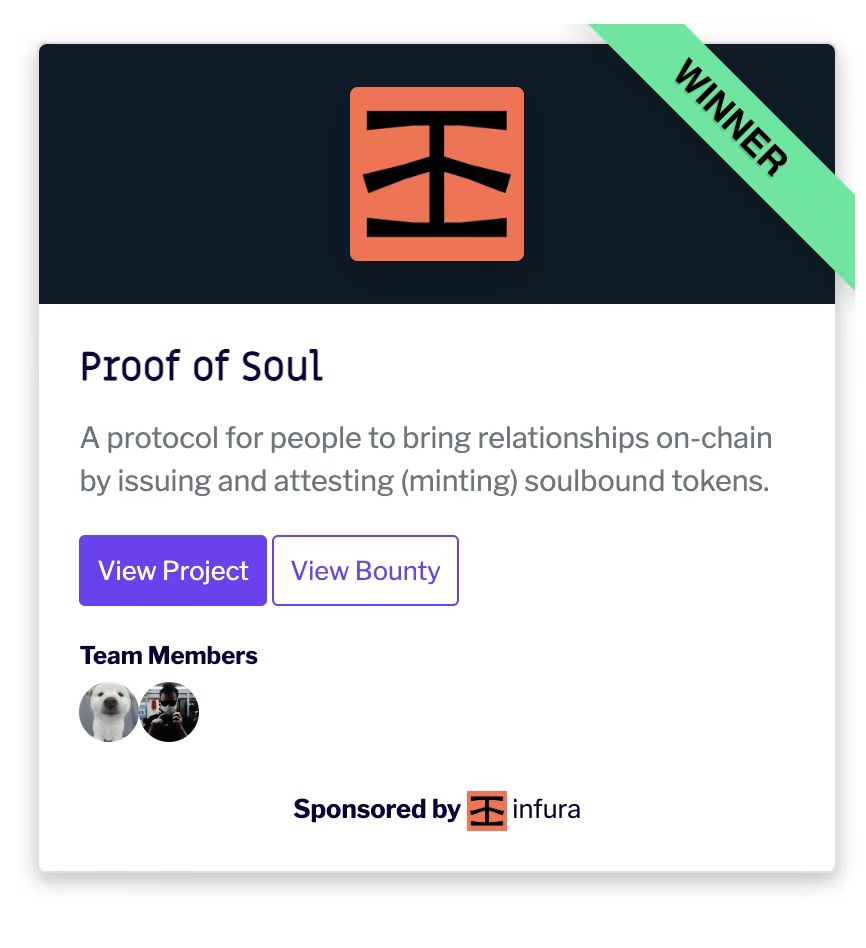 WINNER
Proof of Soul
A protocol for people to bring relationships on-chain
by issuing and attesting (minting) soulbound tokens.
View Project View Bounty
Team Members
Sponsored by infura